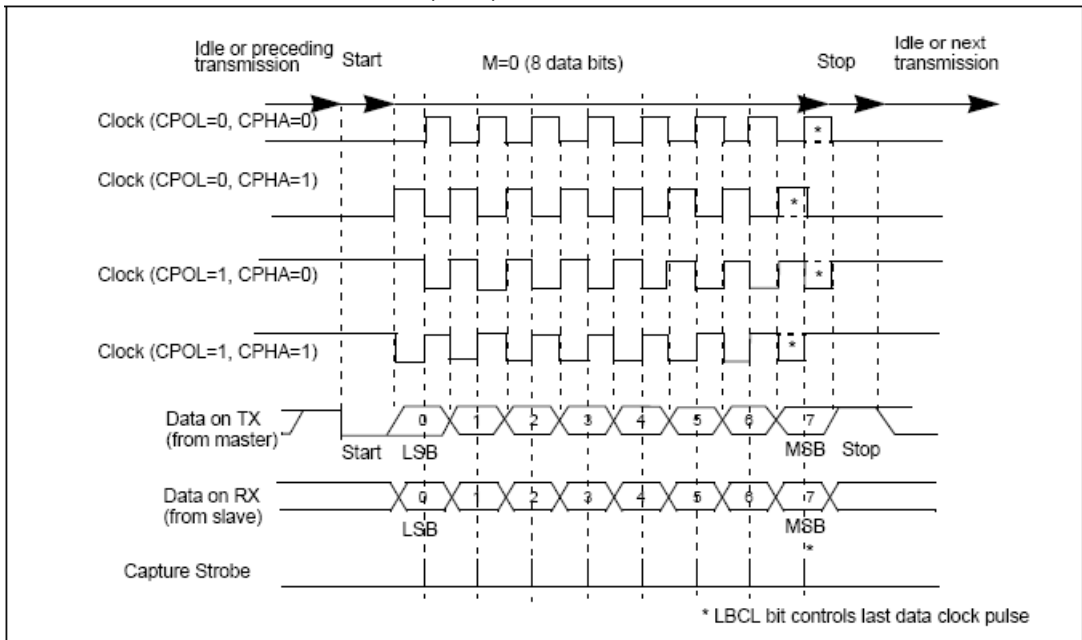 Idle or preceding
transmission
Start
M=0 (8 data bits)
Stop
Idle or next
transmission
Clock (CPOL=0, CPHA=0)
*
Clock (CPOL=0, CPHA=1)
*
Clock (CPOL=1, CPHA=0)
*
Clock (CPOL=1, CPHA=1)
*
Data on TX
(from master)
0 1 2 3 4 5 6 7
Start LSB MSB Stop
Data on RX
(from slave)
0 1 2 3 4 5 6 7
LSB MSB
*
Capture Strobe
* LBCL bit controls last data clock pulse